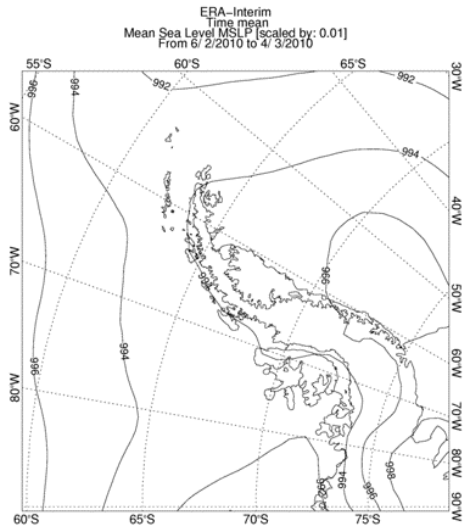 ERA-Interim
Time mean
Mean Sea Level MSLP [scaled by: 0.01]
From 6/ 2/2010 to 4/ 3/2010
55°S 60°S 65°S 30°W
996 994 992 992
60°W
994
40°W
70°W
996
50°W
996 994
60°W
80°W
70°W
80°W
994 996 998
90°W
60°S 65°S 70°S 75°S